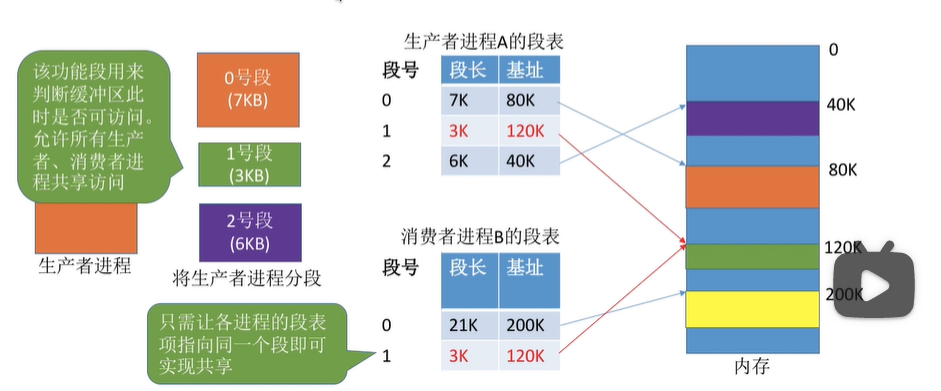 该功能段用来
判断缓冲区此
时是否可访问。
允许所有生产
者、消费者进
程共享访问
生产者进程
0号段
(7KB)
1号段
(3KB)
2号段
(6KB)
将生产者进程分段
生产者进程A的段表
段号 段长 基址
0 7K 80K
1 3K 120K
2 6K 40K
消费者进程B的段表
段号 段长 基址
0 21K 200K
1 3K 120K
只需让各进程的段表
项指向同一个段即可
实现共享
0
40K
80K
120K
200K
内存